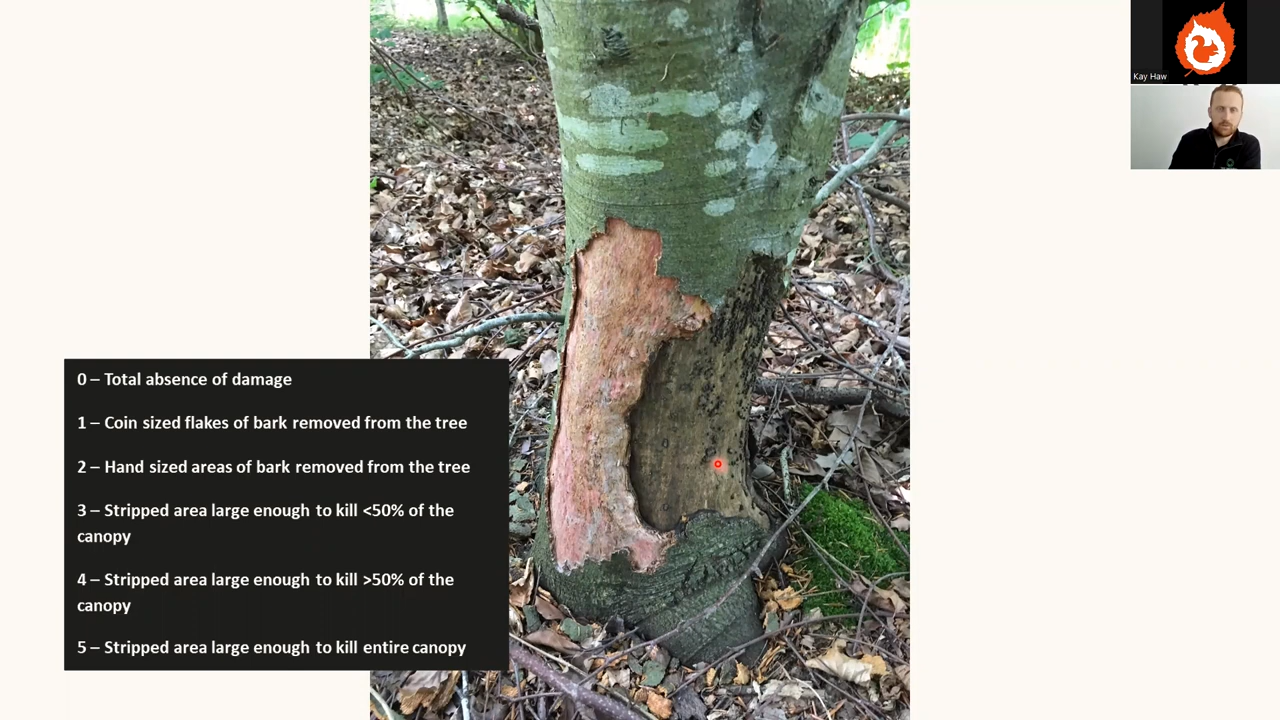 0 – Total absence of damage
1 – Coin sized flakes of bark removed from the tree
2 – Hand sized areas of bark removed from the tree
3 – Stripped area large enough to kill <50% of the
canopy
4 – Stripped area large enough to kill >50% of the
canopy
5 – Stripped area large enough to kill entire canopy
Kay Haw